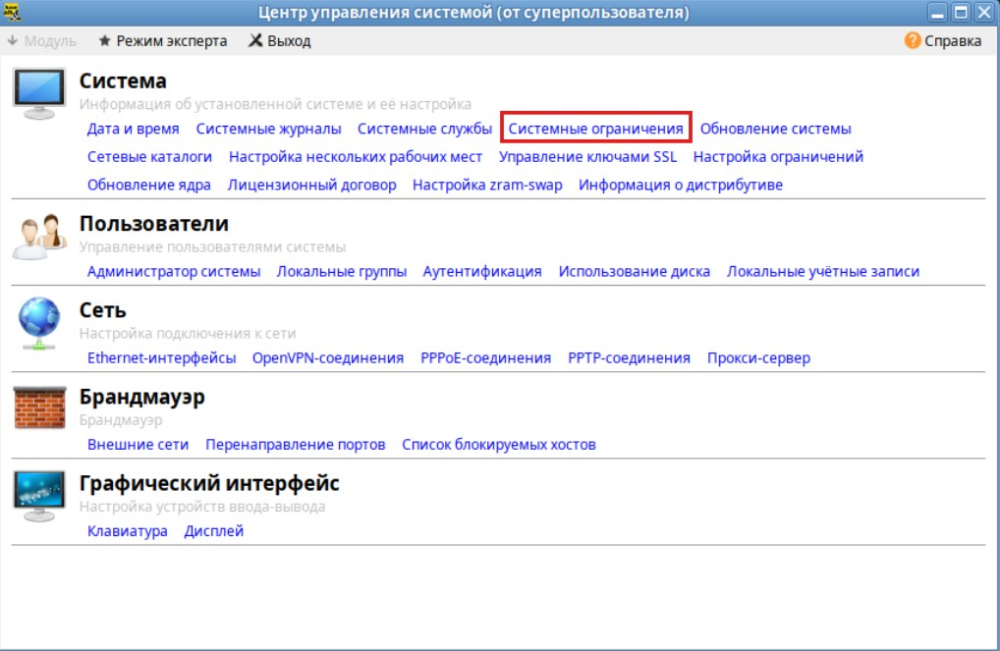 Центр управления системой (от суперпользователя)
Модуль Режим эксперта Выход Справка
Система
Информация об установленной системе и её настройка
Дата и время Системные журналы Системные службы Системные ограничения Обновление системы
Сетевые каталоги Настройка нескольких рабочих мест Управление ключами SSL Настройка ограничений
Обновление ядра Лицензионный договор Настройка zram-swap Информация о дистрибутиве
Пользователи
Управление пользователями системы
Администратор системы Локальные группы Аутентификация Использование диска Локальные учётные записи
Сеть
Настройка подключения к сети
Ethernet-интерфейсы OpenVPN-соединения PPPoE-соединения PPTP-соединения Прокси-сервер
Брандмауэр
Брандмауэр
Внешние сети Перенаправление портов Список блокируемых хостов
Графический интерфейс
Настройка устройств ввода-вывода
Клавиатура Дисплей